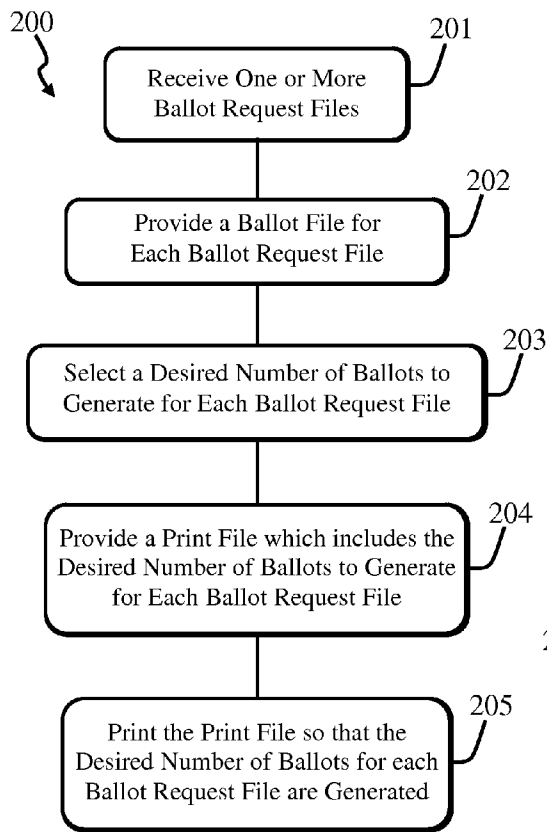 200
201
Receive One or More
Ballot Request Files
202
Provide a Ballot File for
Each Ballot Request File
203
Select a Desired Number of Ballots to
Generate for Each Ballot Request File
204
Provide a Print File which includes the
Desired Number of Ballots to Generate
for Each Ballot Request File
205
Print the Print File so that the
Desired Number of Ballots for each
Ballot Request File are Generated